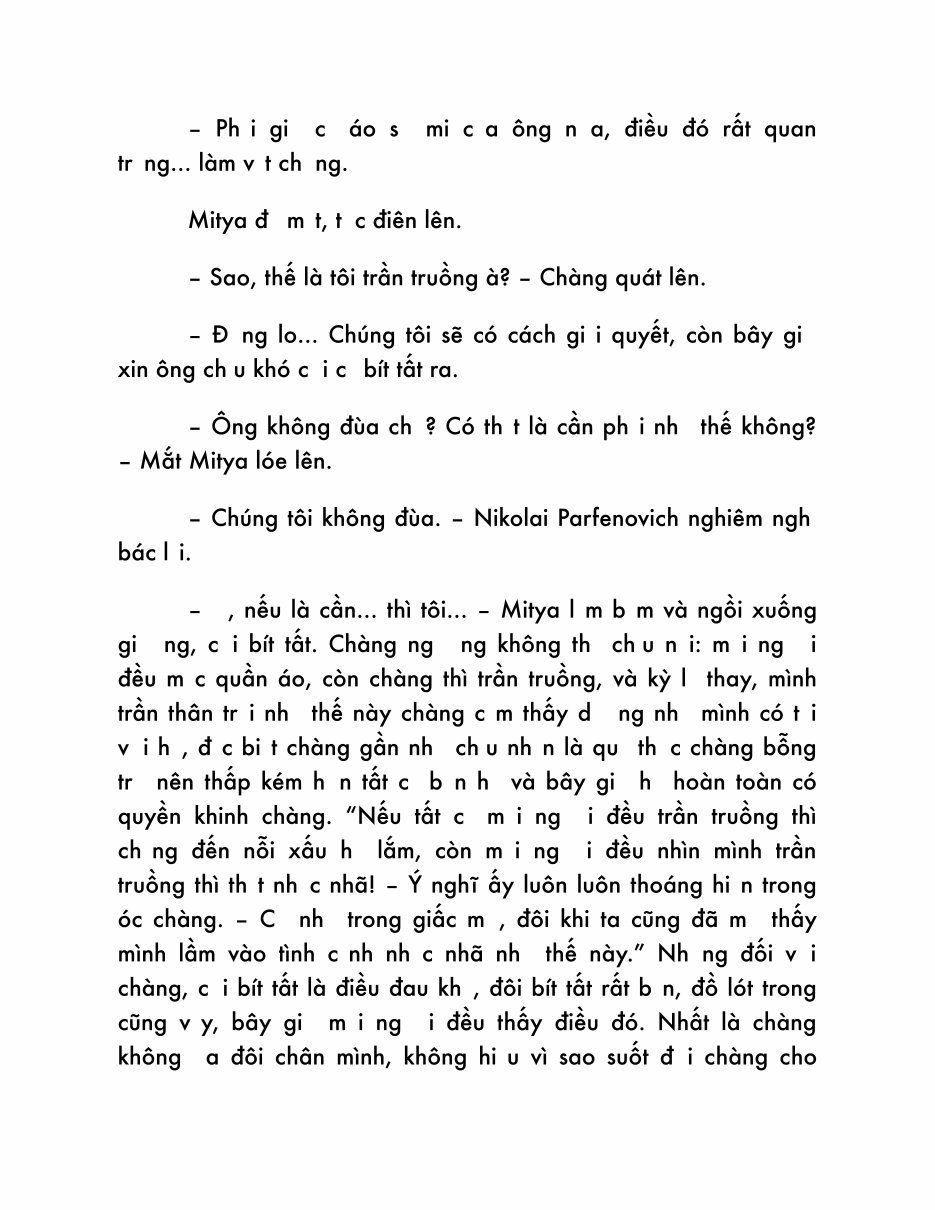 – Ph i gi c áo s mi c a ông n a, điều đó rất quan
tr ng... làm v t ch ng.
Mitya đ m t, t c điên lên.
– Sao, thế là tôi trần truồng à? – Chàng quát lên.
– Đ ng lo... Chúng tôi sẽ có cách gi i quyết, còn bây gi
xin ông ch u khó c i c bít tất ra.
– Ông không đùa ch ? Có th t là cần ph i nh thế không?
– Mắt Mitya lóe lên.
– Chúng tôi không đùa. – Nikolai Parfenovich nghiêm ngh
bác l i.
– , nếu là cần... thì tôi... – Mitya l m b m và ngồi xuống
gi ng, c i bít tất. Chàng ng ng không th ch u n i: m i ng i
đều m c quần áo, còn chàng thì trần truồng, và kỳ l thay, mình
trần thân tr i nh thế này chàng c m thấy d ng nh mình có t i
v i h , đ c bi t chàng gần nh ch u nh n là qu th c chàng bỗng
tr nên thấp kém h n tất c b n h và bây gi h hoàn toàn có
quyền khinh chàng. “Nếu tất c m i ng i đều trần truồng thì
ch ng đến nỗi xấu h lắm, còn m i ng i đều nhìn mình trần
truồng thì th t nh c nhã! – Ý nghĩ ấy luôn luôn thoáng hi n trong
óc chàng. – C nh trong giấc m , đôi khi ta cũng đã m thấy
mình lầm vào tình c nh nh c nhã nh thế này.” Nh ng đối v i
chàng, c i bít tất là điều đau kh , đôi bít tất rất b n, đồ lót trong
cũng v y, bây gi m i ng i đều thấy điều đó. Nhất là chàng
không a đôi chân mình, không hi u vì sao suốt đ i chàng cho